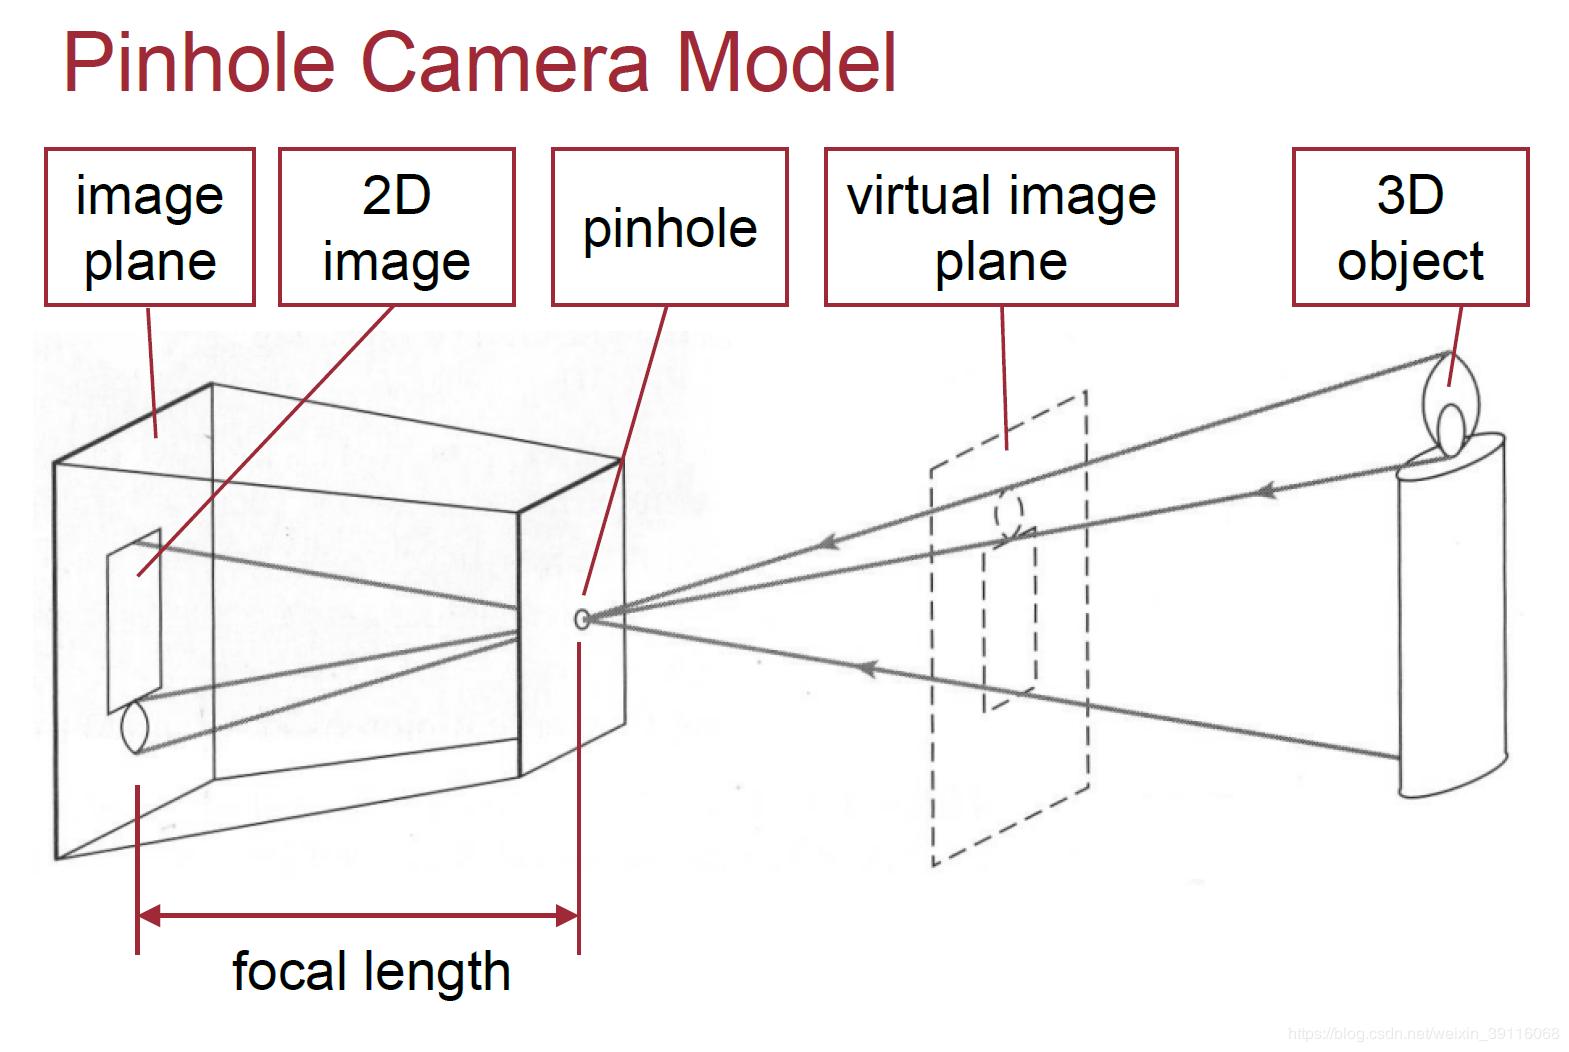 Pinhole Camera Model
image
plane
2D
image
pinhole
virtual image
plane
3D
object
focal length
https://blog.csdn.net/weixin_39116068